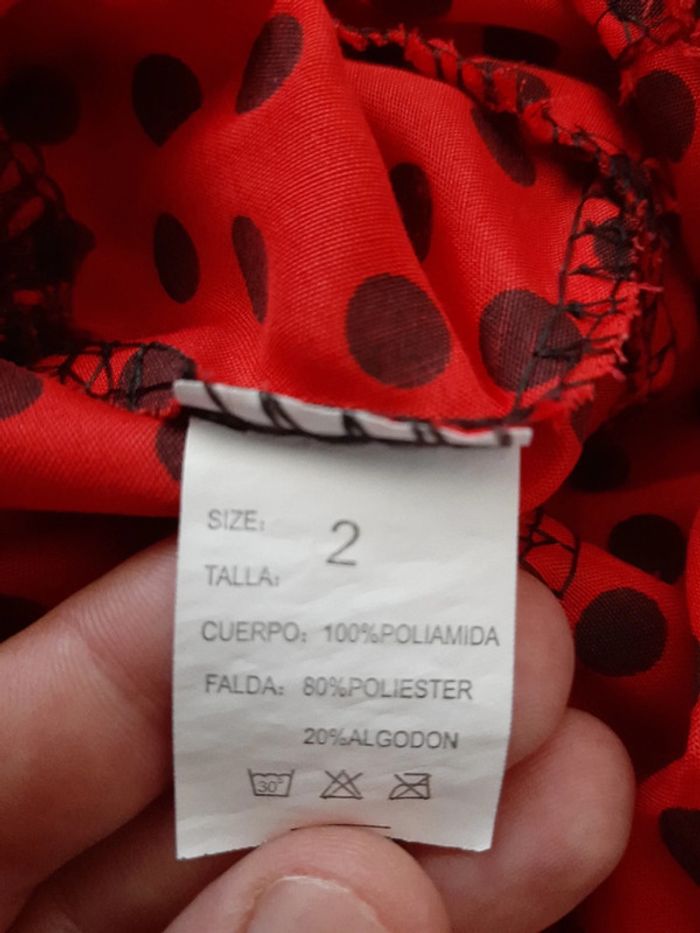 SIZE: 2
TALLA:
CUERPO: 100%POLIAMIDA
FALDA: 80%POLIESTER
20%ALGODON
30°